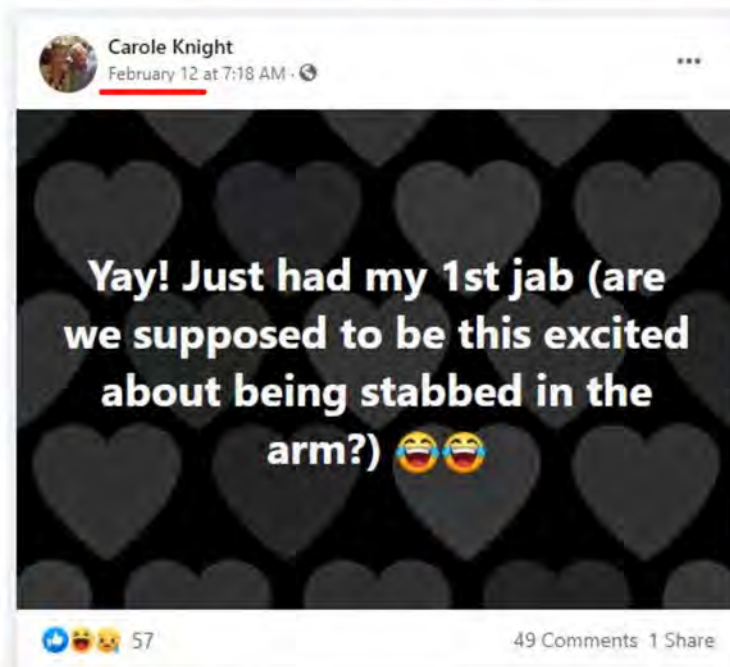 Carole Knight
February 12 at 7:18 AM ·
Yay! Just had my 1st jab (are
we supposed to be this excited
about being stabbed in the
arm?) 😂😂
57
49 Comments 1 Share